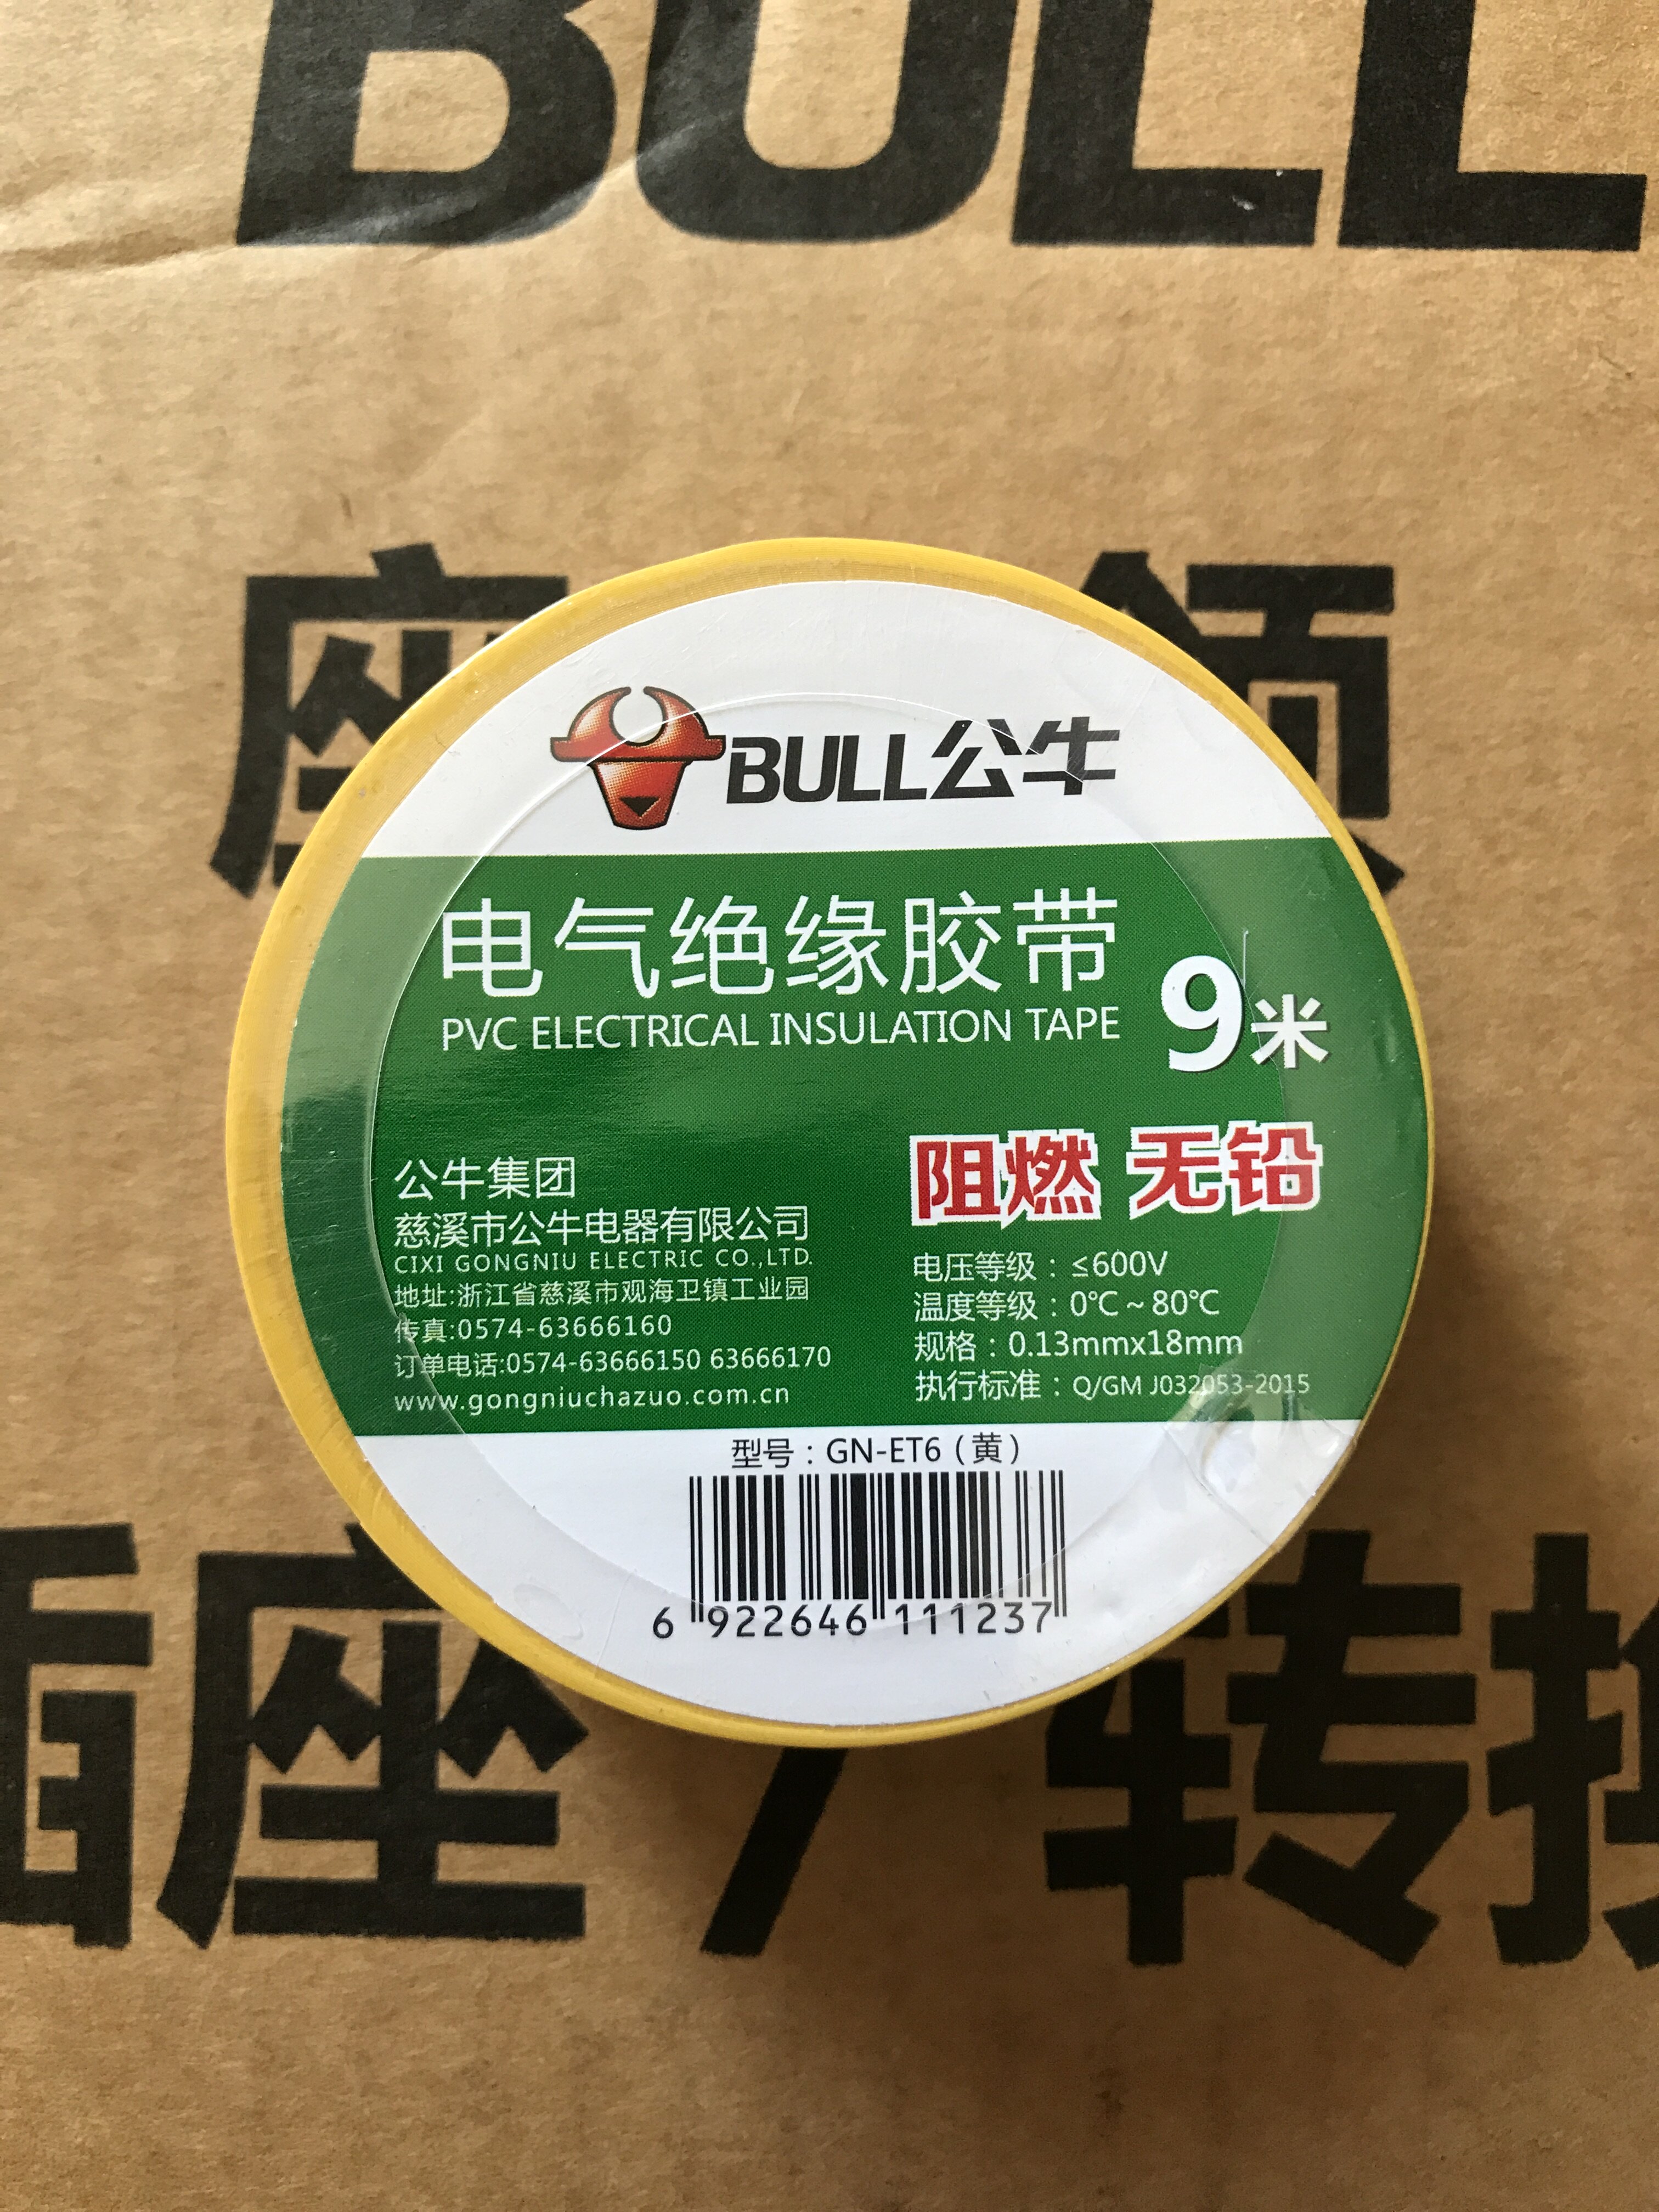 BULL
座
领
BULL公牛
电气绝缘胶带
PVC ELECTRICAL INSULATION TAPE
9米
阻燃 无铅
公牛集团
慈溪市公牛电器有限公司
CIXI GONGNIU ELECTRIC CO.,LTD.
地址:浙江省慈溪市观海卫镇工业园
传真:0574-63666160
订单电话:0574-63666150 63666170
www.gongniuchazuo.com.cn
电压等级：≤600V
温度等级：0℃～80℃
规格：0.13mmx18mm
执行标准：Q/GM J032053-2015
型号：GN-ET6（黄）
6 922646 111237
插座/转换